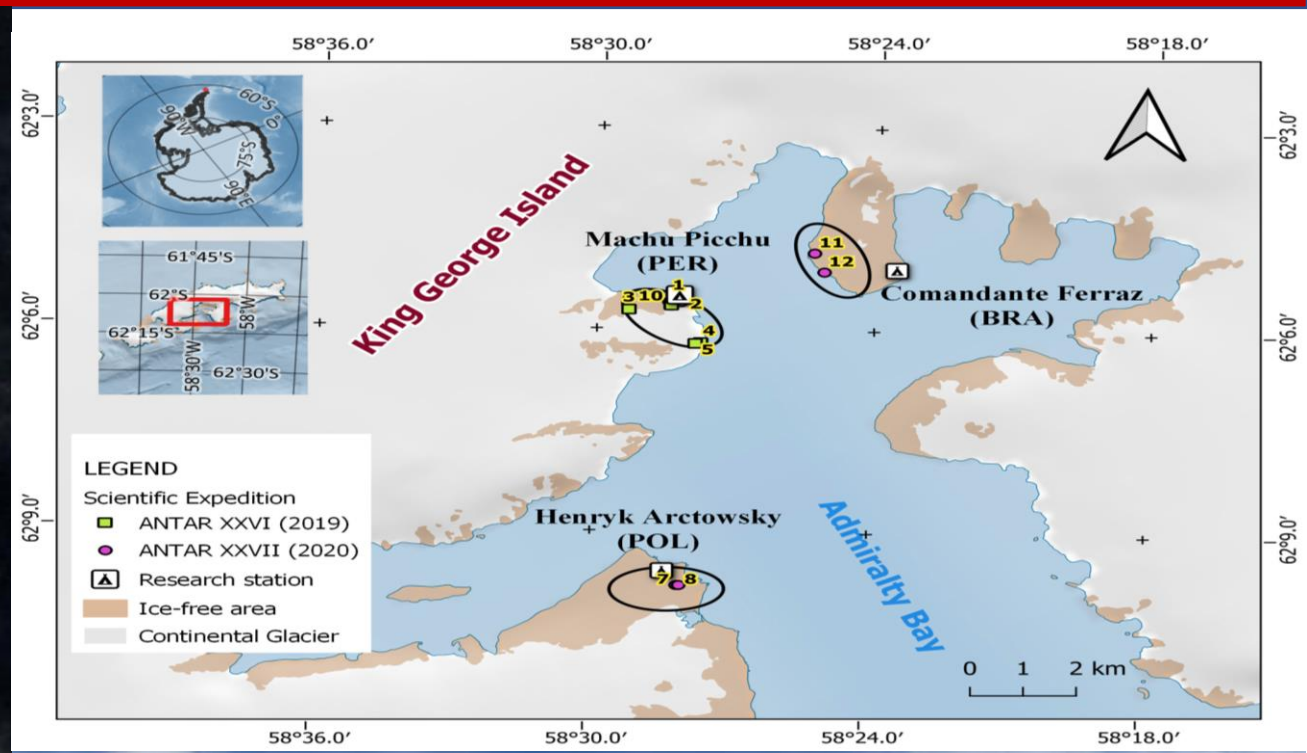 58°36.0′
58°30.0′
58°24.0′
58°18.0′
62°3.0′
62°3.0′
60°S
0°
90°W
75°S
90°E
King George Island
61°45'S
62°S
58°W
62°15'S
58°30'W
62°30'S
Machu Picchu
(PER)
1
3 10
2
4
5
11
12
Comandante Ferraz
(BRA)
62°6.0′
62°6.0′
LEGEND
Scientific Expedition
ANTAR XXVI (2019)
ANTAR XXVII (2020)
Research station
Ice-free area
Continental Glacier
Henryk Arctowsky
(POL)
7 8
Admiralty Bay
62°9.0′
62°9.0′
0 1 2 km
58°36.0′
58°30.0′
58°24.0′
58°18.0′